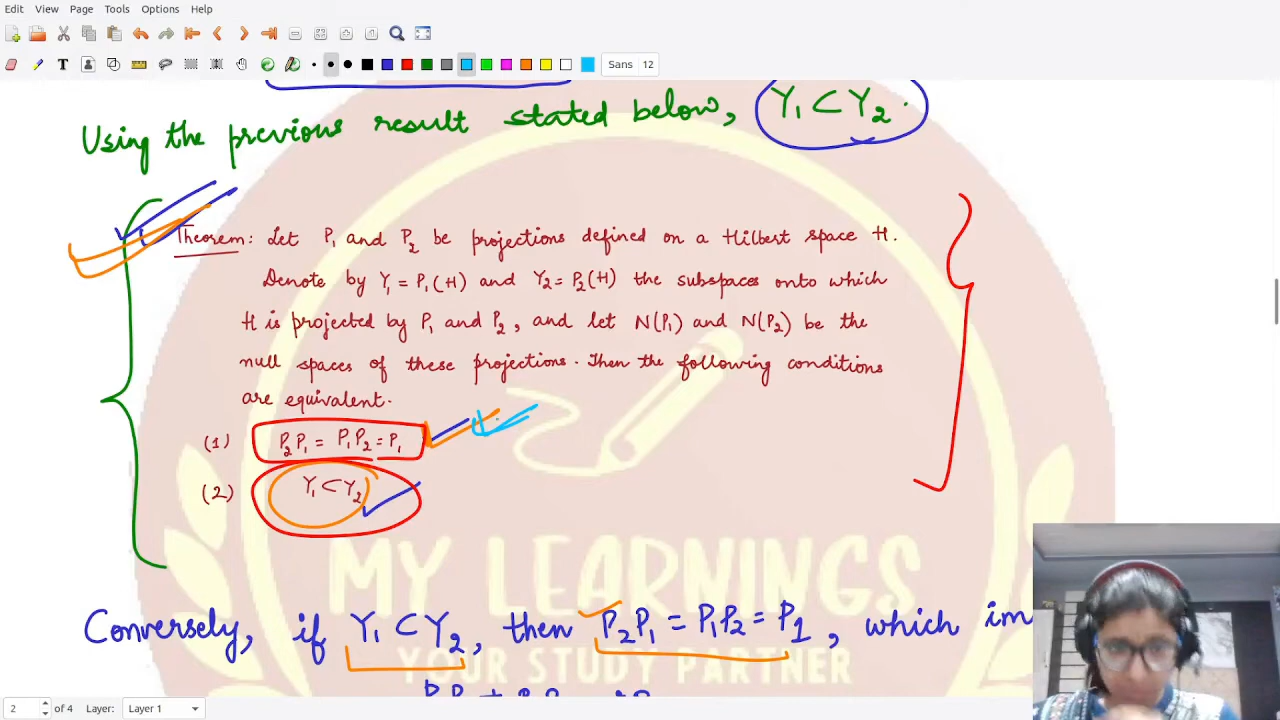 Edit View Page Tools Options Help
Sans 12
Using the previous result stated below, Y₁ ⊂ Y₂.
Theorem: Let P₁ and P₂ be projections defined on a Hilbert space H.
Denote by Y₁ = P₁(H) and Y₂ = P₂(H) the subspaces onto which
H is projected by P₁ and P₂, and let N(P₁) and N(P₂) be the
null spaces of these projections. Then the following conditions
are equivalent.
(1) P₂P₁ = P₁P₂ = P₁
(2) Y₁ ⊂ Y₂
MY LEARNINGS
Conversely, if Y₁ ⊂ Y₂, then P₂P₁ = P₁P₂ = P₁, which im
YOUR STUDY PARTNER
2 of 4 Layer: Layer 1